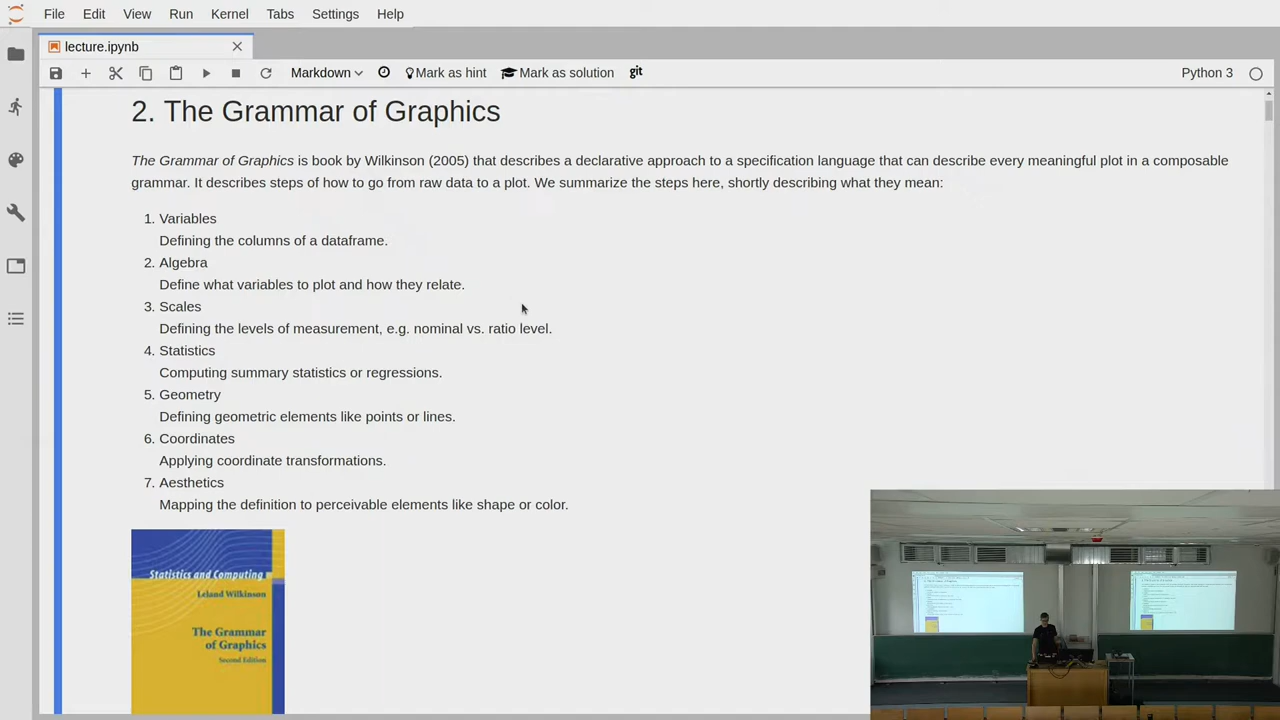 File Edit View Run Kernel Tabs Settings Help
lecture.ipynb
Markdown Mark as hint Mark as solution git Python 3
2. The Grammar of Graphics
The Grammar of Graphics is book by Wilkinson (2005) that describes a declarative approach to a specification language that can describe every meaningful plot in a composable
grammar. It describes steps of how to go from raw data to a plot. We summarize the steps here, shortly describing what they mean:
1. Variables
Defining the columns of a dataframe.
2. Algebra
Define what variables to plot and how they relate.
3. Scales
Defining the levels of measurement, e.g. nominal vs. ratio level.
4. Statistics
Computing summary statistics or regressions.
5. Geometry
Defining geometric elements like points or lines.
6. Coordinates
Applying coordinate transformations.
7. Aesthetics
Mapping the definition to perceivable elements like shape or color.
Statistics and Computing
Leland Wilkinson
The Grammar
of Graphics
Second Edition